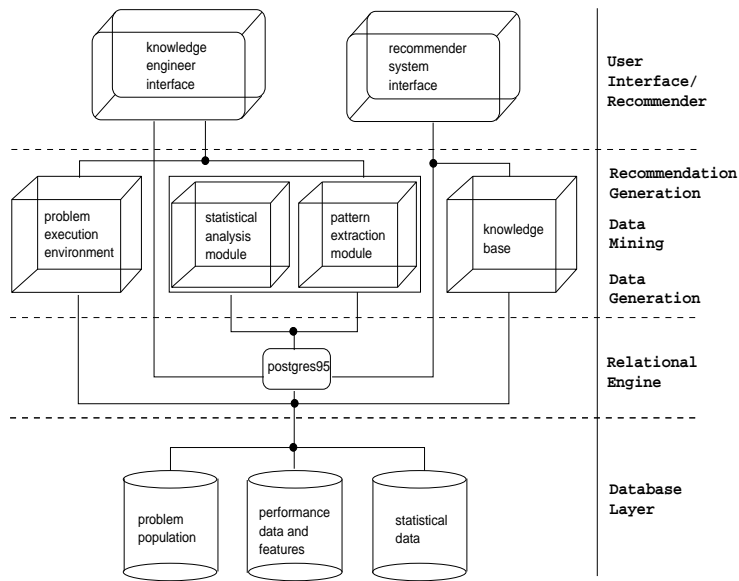 knowledge
engineer
interface
recommender
system
interface
User
Interface/
Recommender
problem
execution
environment
statistical
analysis
module
pattern
extraction
module
knowledge
base
Recommendation
Generation
Data
Mining
Data
Generation
postgres95
Relational
Engine
problem
population
performance
data and
features
statistical
data
Database
Layer